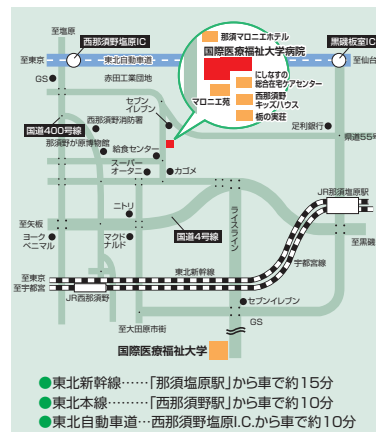 至塩原
西那須野塩原IC
那須マロニエホテル
黒磯板室IC
国際医療福祉大学病院
至東京
東北自動車道
至仙台
GS
赤田工業団地
にしなすの
総合在宅ケアセンター
マロニエ苑
西那須野
キッズハウス
栃の実荘
セブン
イレブン
西那須野消防署
国道400号線
那須野が原博物館
給食センター
足利銀行
県道55号
スーパー
オータニ
カゴメ
JR那須塩原駅
ニトリ
至矢板
ライスライン
ヨーク
ベニマル
マクド
ナルド
国道4号線
至黒磯
至東京
至宇都宮
東北新幹線
宇都宮線
JR西那須野
セブンイレブン
至大田原市街
GS
国際医療福祉大学
●東北新幹線……「那須塩原駅」から車で約15分
●東北本線………「西那須野駅」から車で約10分
●東北自動車道…西那須野塩原I.C.から車で約10分